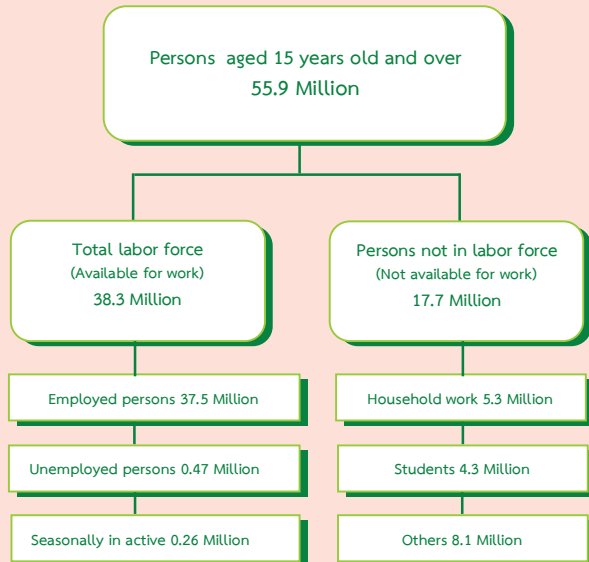 Persons aged 15 years old and over
55.9 Million
Total labor force
(Available for work)
38.3 Million
Persons not in labor force
(Not available for work)
17.7 Million
Employed persons 37.5 Million
Unemployed persons 0.47 Million
Seasonally in active 0.26 Million
Household work 5.3 Million
Students 4.3 Million
Others 8.1 Million